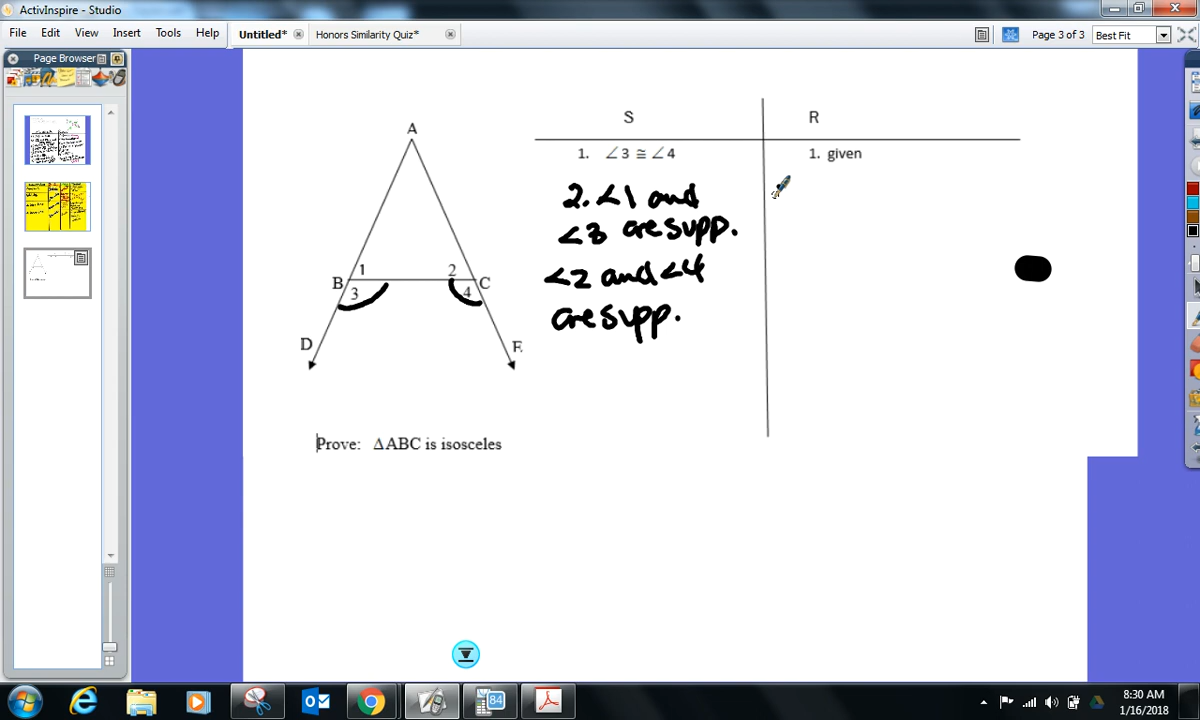 ActivInspire - Studio
File Edit View Insert Tools Help
Untitled*
Honors Similarity Quiz*
Page 3 of 3
Best Fit
Page Browser
S
R
1. ∠3 ≅ ∠4
1. given
2. ∠1 and
∠3 are supp.
∠2 and ∠4
are supp.
A
1
2
B
C
3
4
D
E
Prove: ΔABC is isosceles
84
8:30 AM
1/16/2018